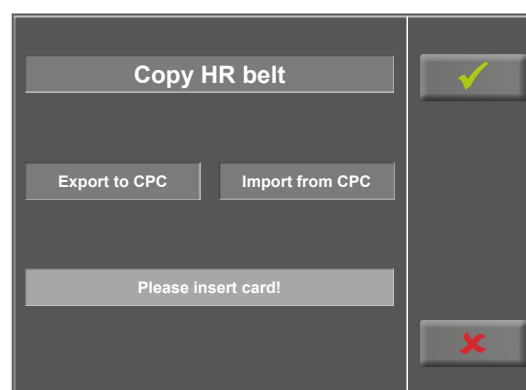 Copy HR belt
Export to CPC
Import from CPC
Please insert card!